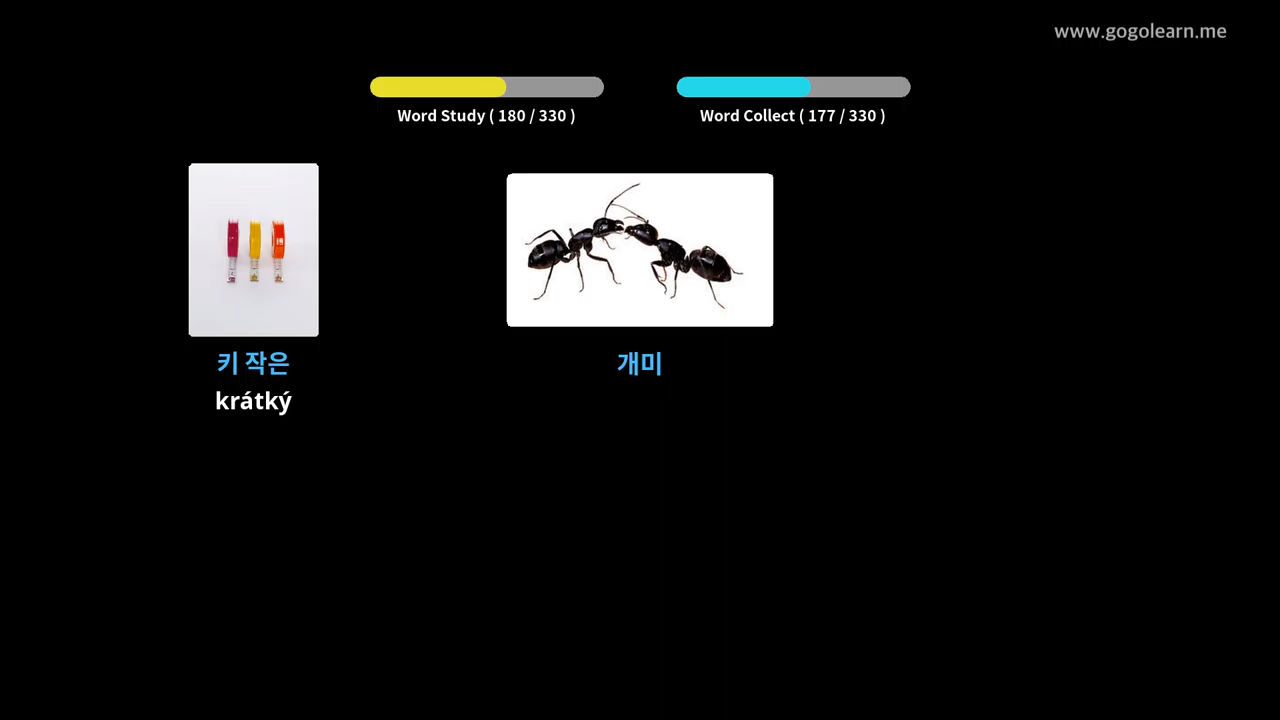 www.gogolearn.me
Word Study ( 180 / 330 )
Word Collect ( 177 / 330 )
키 작은
krátký
개미